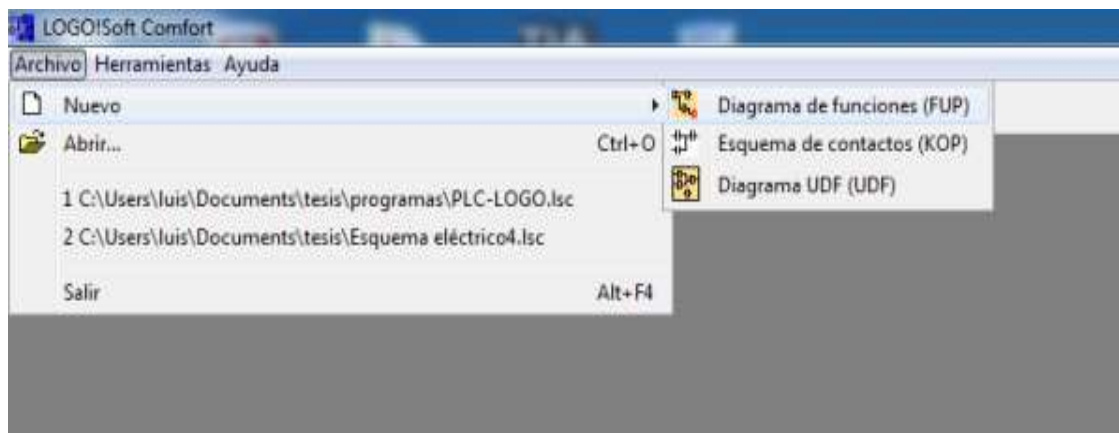 LOGO!Soft Comfort
Archivo Herramientas Ayuda
Nuevo
Abrir... Ctrl+O
1 C:\Users\luis\Documents\tesis\programas\PLC-LOGO.lsc
2 C:\Users\luis\Documents\tesis\Esquema eléctrico4.lsc
Salir Alt+F4
Diagrama de funciones (FUP)
Esquema de contactos (KOP)
Diagrama UDF (UDF)